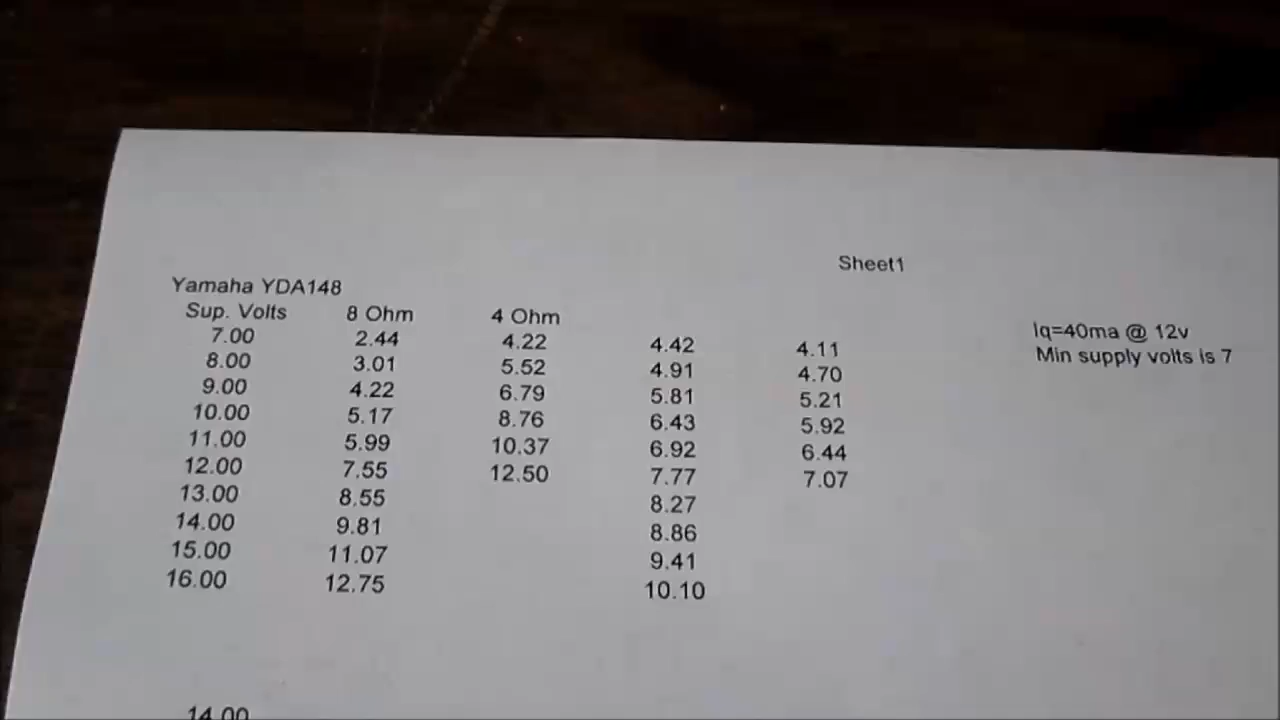 Sheet1
Yamaha YDA148
Sup. Volts 8 Ohm 4 Ohm
7.00 2.44 4.22 4.42 4.11 Iq=40ma @ 12v
8.00 3.01 5.52 4.91 4.70 Min supply volts is 7
9.00 4.22 6.79 5.81 5.21
10.00 5.17 8.76 6.43 5.92
11.00 5.99 10.37 6.92 6.44
12.00 7.55 12.50 7.77 7.07
13.00 8.55 8.27
14.00 9.81 8.86
15.00 11.07 9.41
16.00 12.75 10.10
14.00